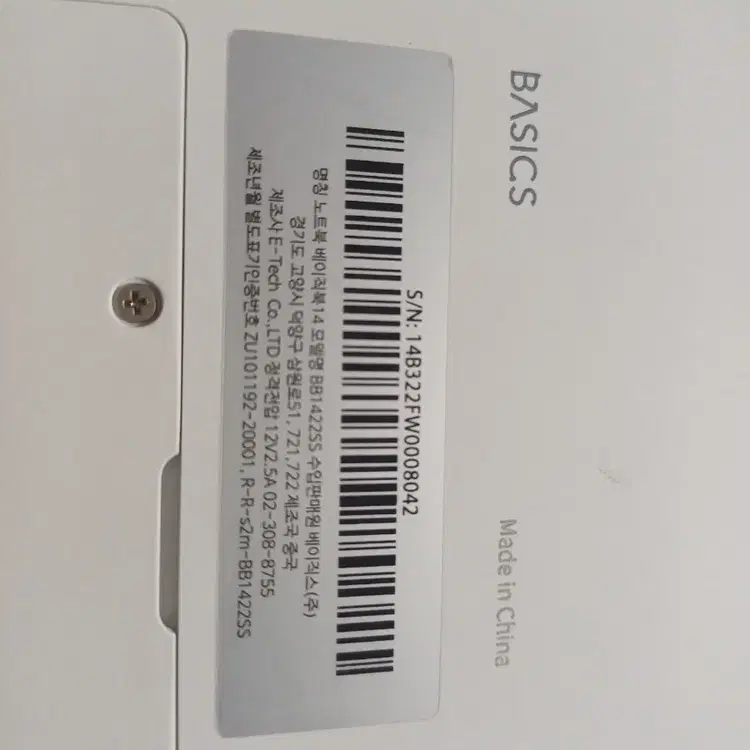 BASICS
Made in China
S/N: 14B322FW0008042
명칭 노트북 베이직북14 모델명 BB1422SS 수입판매원 베이직스(주)
경기도 고양시 덕양구 삼원로51, 721,722 제조국 중국
제조사 E-Tech Co.,LTD 정격전압 12V2.5A 02-308-8755
제조년월 별도표기인증번호 ZU101192-20001, R-R-s2m-BB1422SS